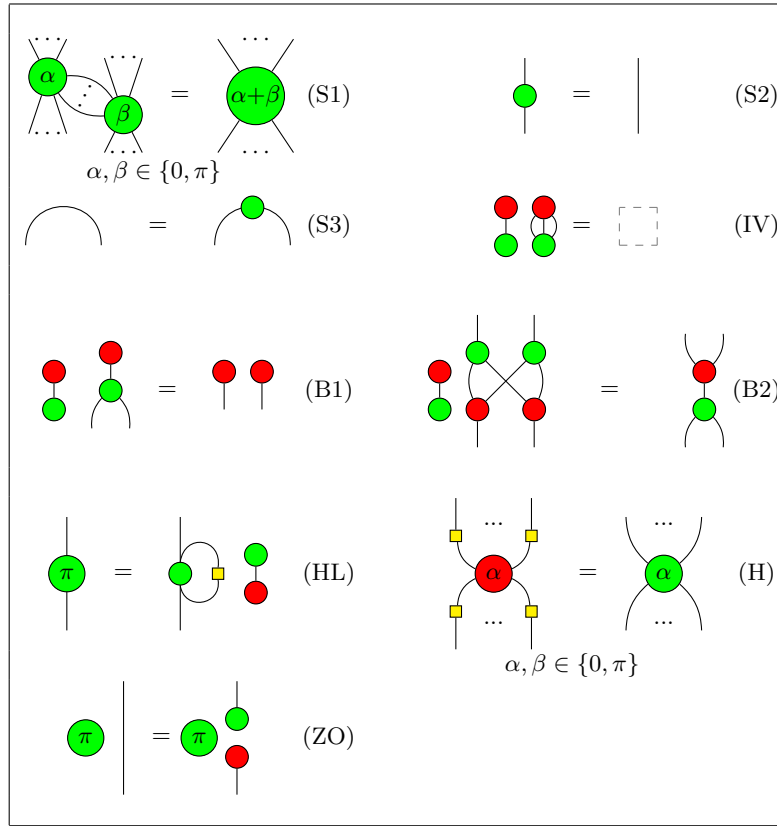 ··· ···
α ⋮ β = α+β (S1) = (S2)
··· ··· ···
α, β ∈ {0, π}
= (S3) = (IV)
= (B1) = (B2)
... ...
π = (HL) α = α (H)
... ...
α, β ∈ {0, π}
π = π (ZO)